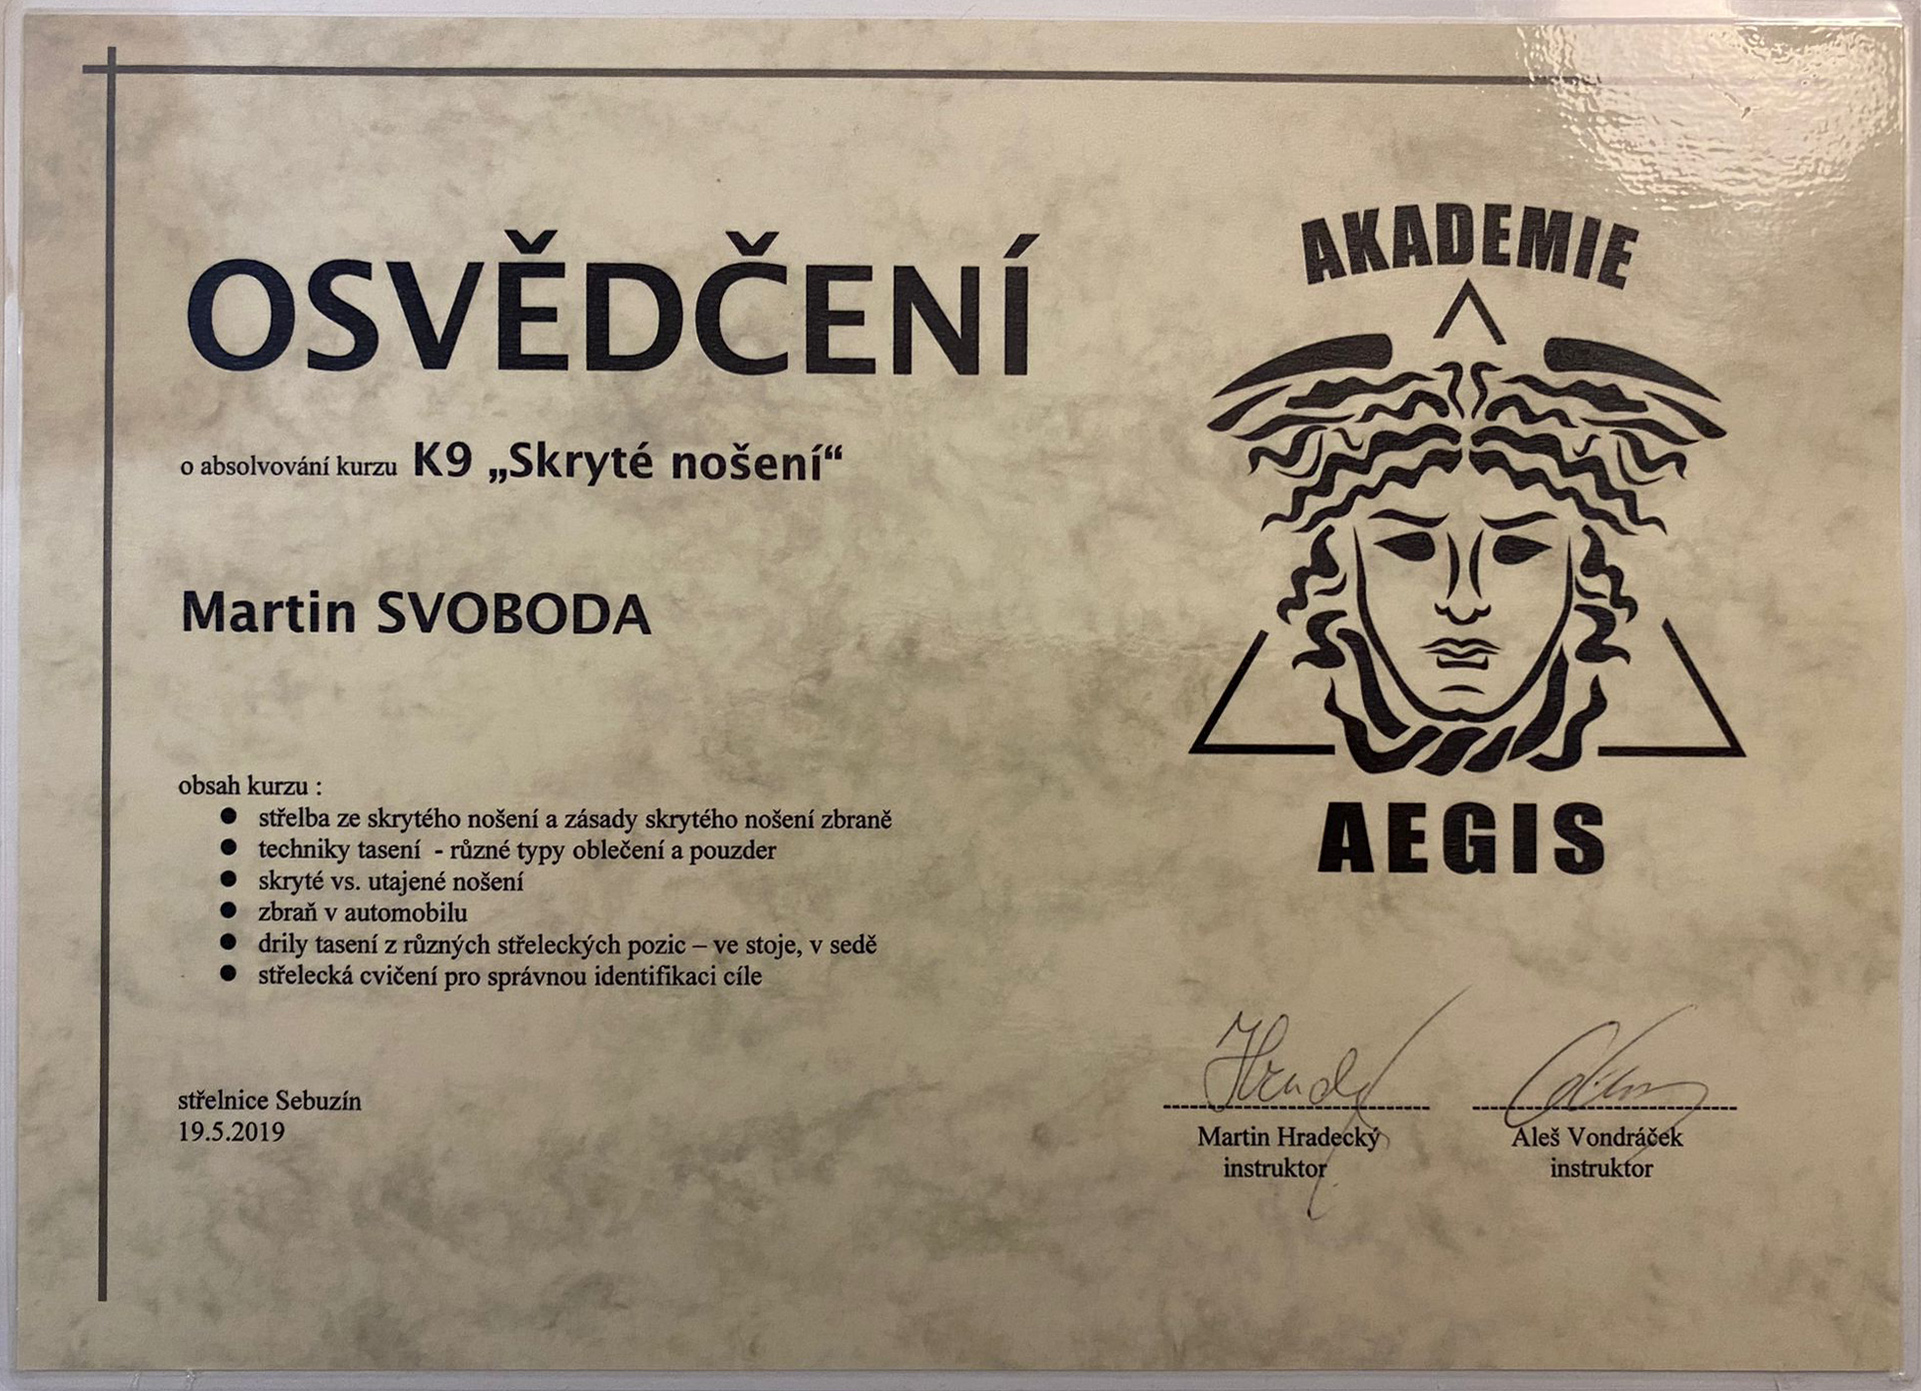 OSVĚDČENÍ
o absolvování kurzu K9 „Skryté nošení“
Martin SVOBODA
obsah kurzu :
● střelba ze skrytého nošení a zásady skrytého nošení zbraně
● techniky tasení - různé typy oblečení a pouzder
● skryté vs. utajené nošení
● zbraň v automobilu
● drily tasení z různých střeleckých pozic – ve stoje, v sedě
● střelecká cvičení pro správnou identifikaci cíle
střelnice Sebuzín
19.5.2019
AKADEMIE
AEGIS
Martin Hradecký
instruktor
Aleš Vondráček
instruktor